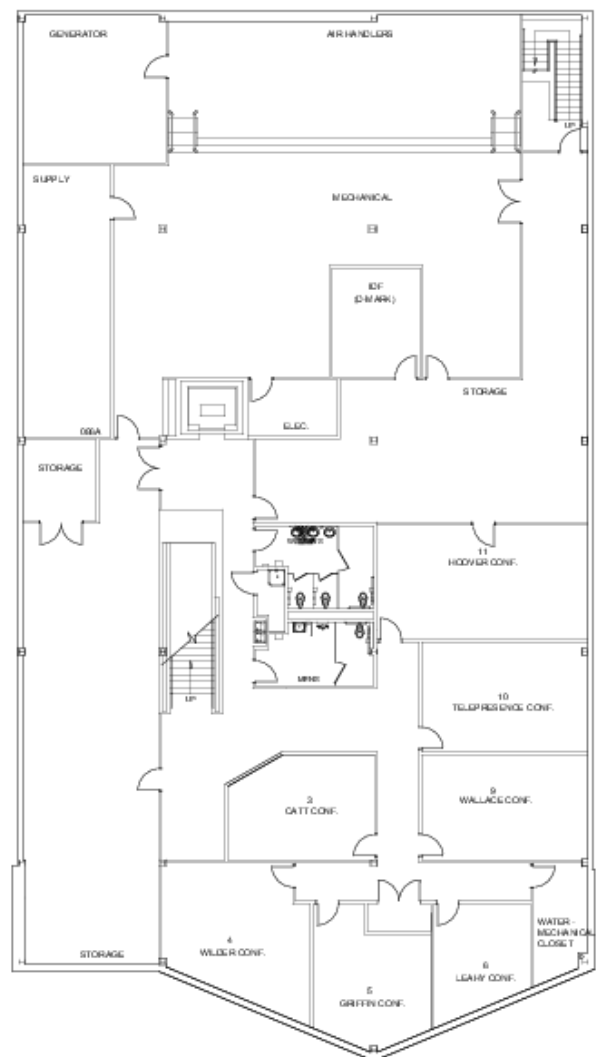 GENERATOR
AIR HANDLERS
UP
SUPPLY
MECHANICAL
IDF
(D-MARK)
STORAGE
ELEC.
STORAGE
11
HOOVER CONF.
MENS
UP
10
TELEPRESENCE CONF.
3
CATT CONF.
9
WALLACE CONF.
4
WILDER CONF.
WATER -
MECHANICAL
CLOSET
STORAGE
6
LEAHY CONF.
5
GRIFFIN CONF.